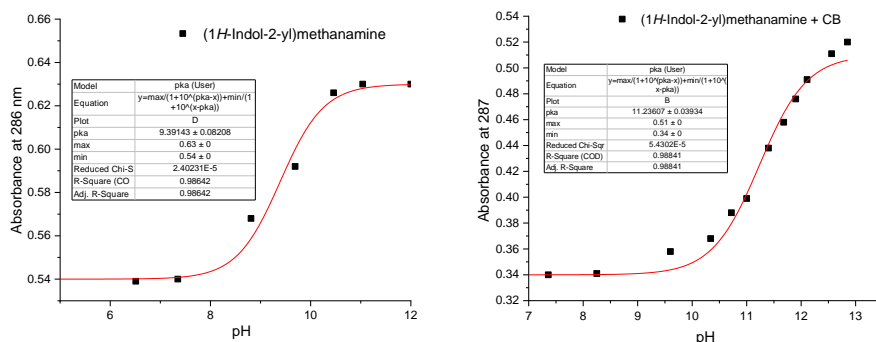 (1H-Indol-2-yl)methanamine
Model pka (User)
Equation y=max/(1+10^(pka-x))+min/(1
+10^(x-pka))
Plot D
pka 9.39143 ± 0.08208
max 0.63 ± 0
min 0.54 ± 0
Reduced Chi-S 2.40231E-5
R-Square (CO 0.98642
Adj. R-Square 0.98642
Absorbance at 286 nm
0.66
0.63
0.60
0.57
0.54
6 8 10 12
pH
(1H-Indol-2-yl)methanamine + CB
Model pka (User)
Equation y=max/(1+10^(pka-x))+min/(1+10^(
x-pka))
Plot B
pka 11.23607 ± 0.03934
max 0.51 ± 0
min 0.34 ± 0
Reduced Chi-Sqr 5.4302E-5
R-Square (COD) 0.98841
Adj. R-Square 0.98841
Absorbance at 287
0.54
0.52
0.50
0.48
0.46
0.44
0.42
0.40
0.38
0.36
0.34
0.32
7 8 9 10 11 12 13
pH